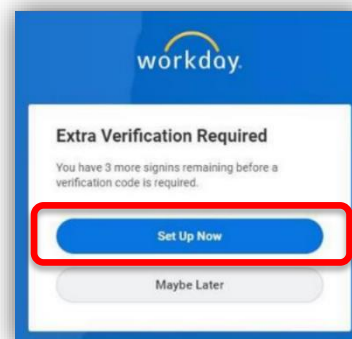 workday.
Extra Verification Required
You have 3 more signins remaining before a
verification code is required.
Set Up Now
Maybe Later